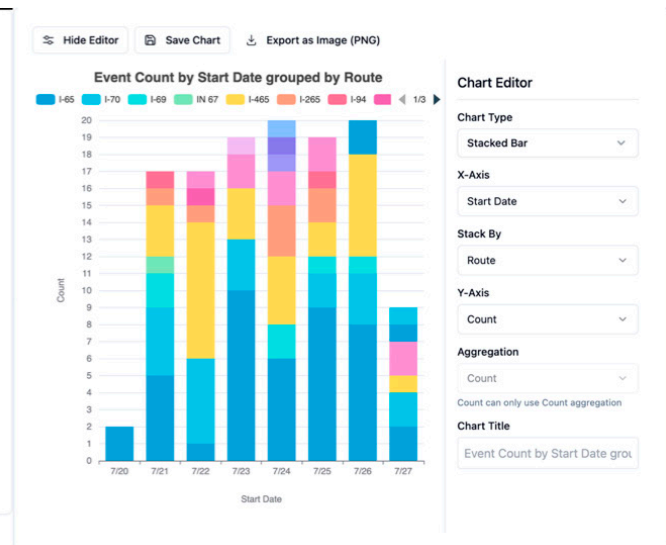 Hide Editor
Save Chart
Export as Image (PNG)
Event Count by Start Date grouped by Route
I-65 I-70 I-69 IN 67 I-465 I-265 I-94 1/3
20
19
18
17
16
15
14
13
12
11
10
9
8
7
6
5
4
3
2
1
0
Count
7/20 7/21 7/22 7/23 7/24 7/25 7/26 7/27
Start Date
Chart Editor
Chart Type
Stacked Bar
X-Axis
Start Date
Stack By
Route
Y-Axis
Count
Aggregation
Count
Count can only use Count aggregation
Chart Title
Event Count by Start Date grou